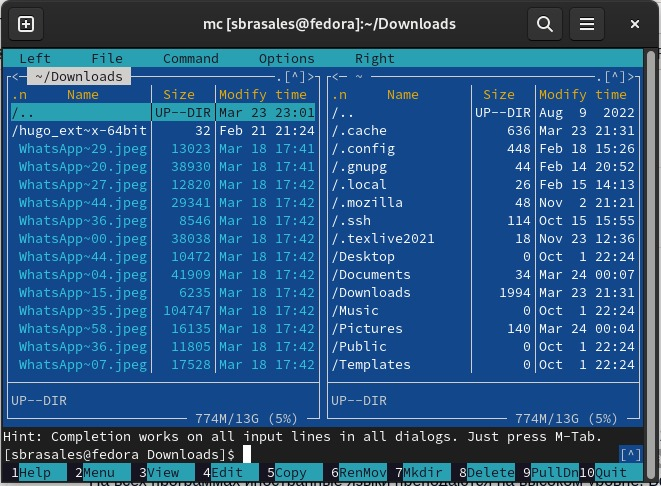 mc [sbrasales@fedora]:~/Downloads
Left File Command Options Right
<─ ~/Downloads ─.[^]>┐ ┌<─ ~ ─.[^]>
.n Name Size Modify time .n Name Size Modify time
/.. UP--DIR Mar 23 23:01 /.. UP--DIR Aug 9 2022
/hugo_ext~x-64bit 32 Feb 21 21:24 /.cache 636 Mar 23 21:31
WhatsApp~29.jpeg 13023 Mar 18 17:41 /.config 448 Feb 18 15:26
WhatsApp~20.jpeg 38930 Mar 18 17:41 /.gnupg 44 Feb 14 20:52
WhatsApp~27.jpeg 12820 Mar 18 17:42 /.local 26 Feb 15 14:13
WhatsApp~44.jpeg 29341 Mar 18 17:42 /.mozilla 48 Nov 2 21:21
WhatsApp~36.jpeg 8546 Mar 18 17:42 /.ssh 114 Oct 15 15:55
WhatsApp~00.jpeg 38038 Mar 18 17:42 /.texlive2021 18 Nov 23 12:36
WhatsApp~44.jpeg 10472 Mar 18 17:42 /Desktop 0 Oct 1 22:24
WhatsApp~04.jpeg 41909 Mar 18 17:42 /Documents 34 Mar 24 00:07
WhatsApp~15.jpeg 6235 Mar 18 17:42 /Downloads 1994 Mar 23 21:31
WhatsApp~35.jpeg 104747 Mar 18 17:42 /Music 0 Oct 1 22:24
WhatsApp~58.jpeg 16135 Mar 18 17:42 /Pictures 140 Mar 24 00:04
WhatsApp~36.jpeg 11805 Mar 18 17:42 /Public 0 Oct 1 22:24
WhatsApp~07.jpeg 17528 Mar 18 17:42 /Templates 0 Oct 1 22:24
UP--DIR UP--DIR
774M/13G (5%) 774M/13G (5%)
Hint: Completion works on all input lines in all dialogs. Just press M-Tab.
[sbrasales@fedora Downloads]$ [^]
1Help 2Menu 3View 4Edit 5Copy 6RenMov 7Mkdir 8Delete 9PullDn 10Quit